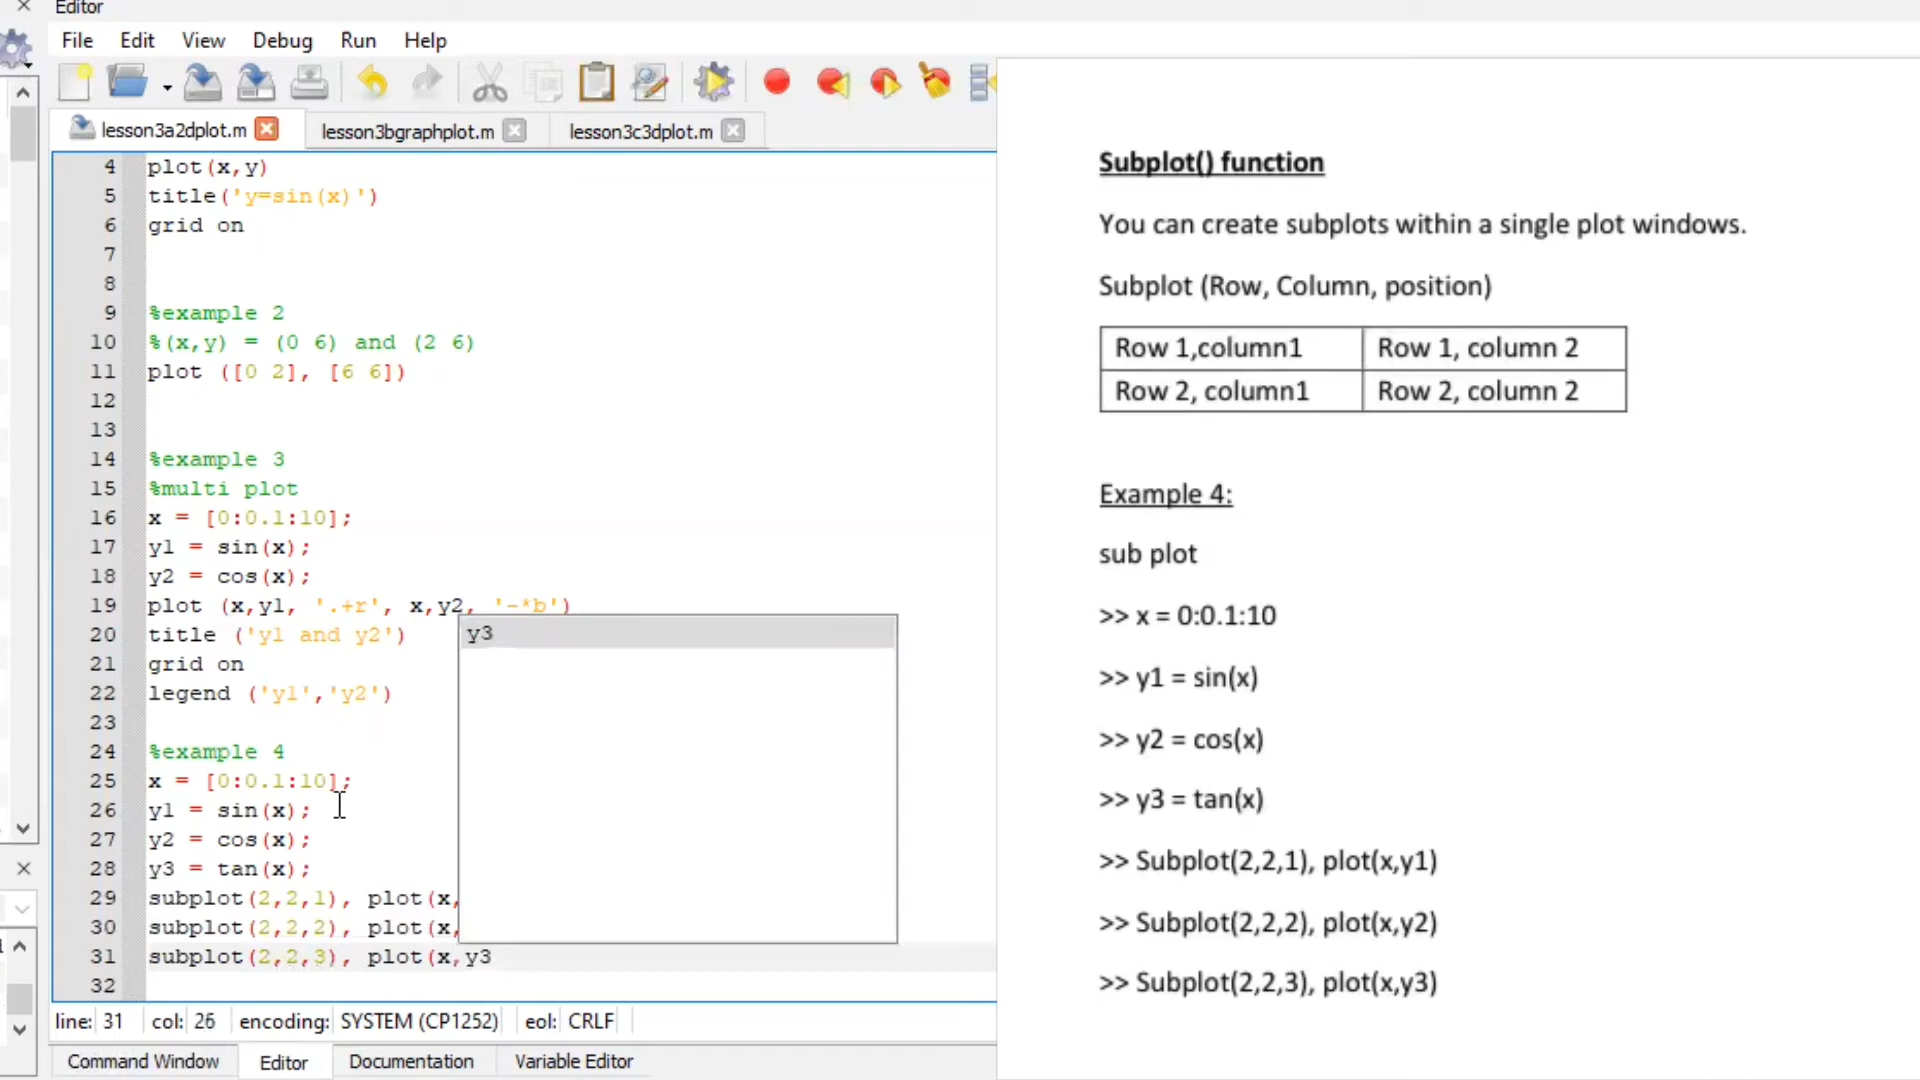 Editor
File Edit View Debug Run Help
lesson3a2dplot.m lesson3bgraphplot.m lesson3c3dplot.m
4 plot(x,y)
5 title('y=sin(x)')
6 grid on
7
8
9 %example 2
10 %(x,y) = (0 6) and (2 6)
11 plot ([0 2], [6 6])
12
13
14 %example 3
15 %multi plot
16 x = [0:0.1:10];
17 y1 = sin(x);
18 y2 = cos(x);
19 plot (x,y1, '.+r', x,y2, '-*b')
20 title ('y1 and y2')
21 grid on
22 legend ('y1','y2')
23
24 %example 4
25 x = [0:0.1:10];
26 y1 = sin(x);
27 y2 = cos(x);
28 y3 = tan(x);
29 subplot(2,2,1), plot(x,
30 subplot(2,2,2), plot(x,
31 subplot(2,2,3), plot(x,y3
32
y3
line: 31 col: 26 encoding: SYSTEM (CP1252) eol: CRLF
Command Window Editor Documentation Variable Editor
Subplot() function
You can create subplots within a single plot windows.
Subplot (Row, Column, position)
Row 1,column1 Row 1, column 2
Row 2, column1 Row 2, column 2
Example 4:
sub plot
>> x = 0:0.1:10
>> y1 = sin(x)
>> y2 = cos(x)
>> y3 = tan(x)
>> Subplot(2,2,1), plot(x,y1)
>> Subplot(2,2,2), plot(x,y2)
>> Subplot(2,2,3), plot(x,y3)